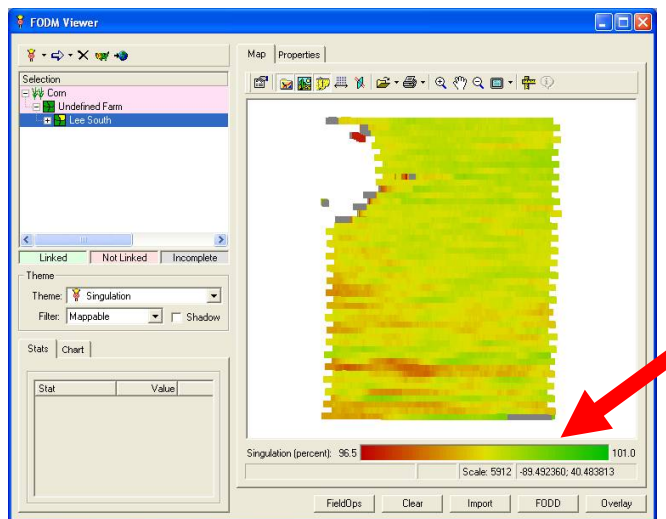 FODM Viewer
Selection
Corn
Undefined Farm
Lee South
Linked Not Linked Incomplete
Theme
Theme: Singulation
Filter: Mappable Shadow
Stats Chart
Stat Value
Map Properties
Singulation (percent): 96.5 101.0
Scale: 5912 -89.492360; 40.483813
FieldOps Clear Import FODD Overlay